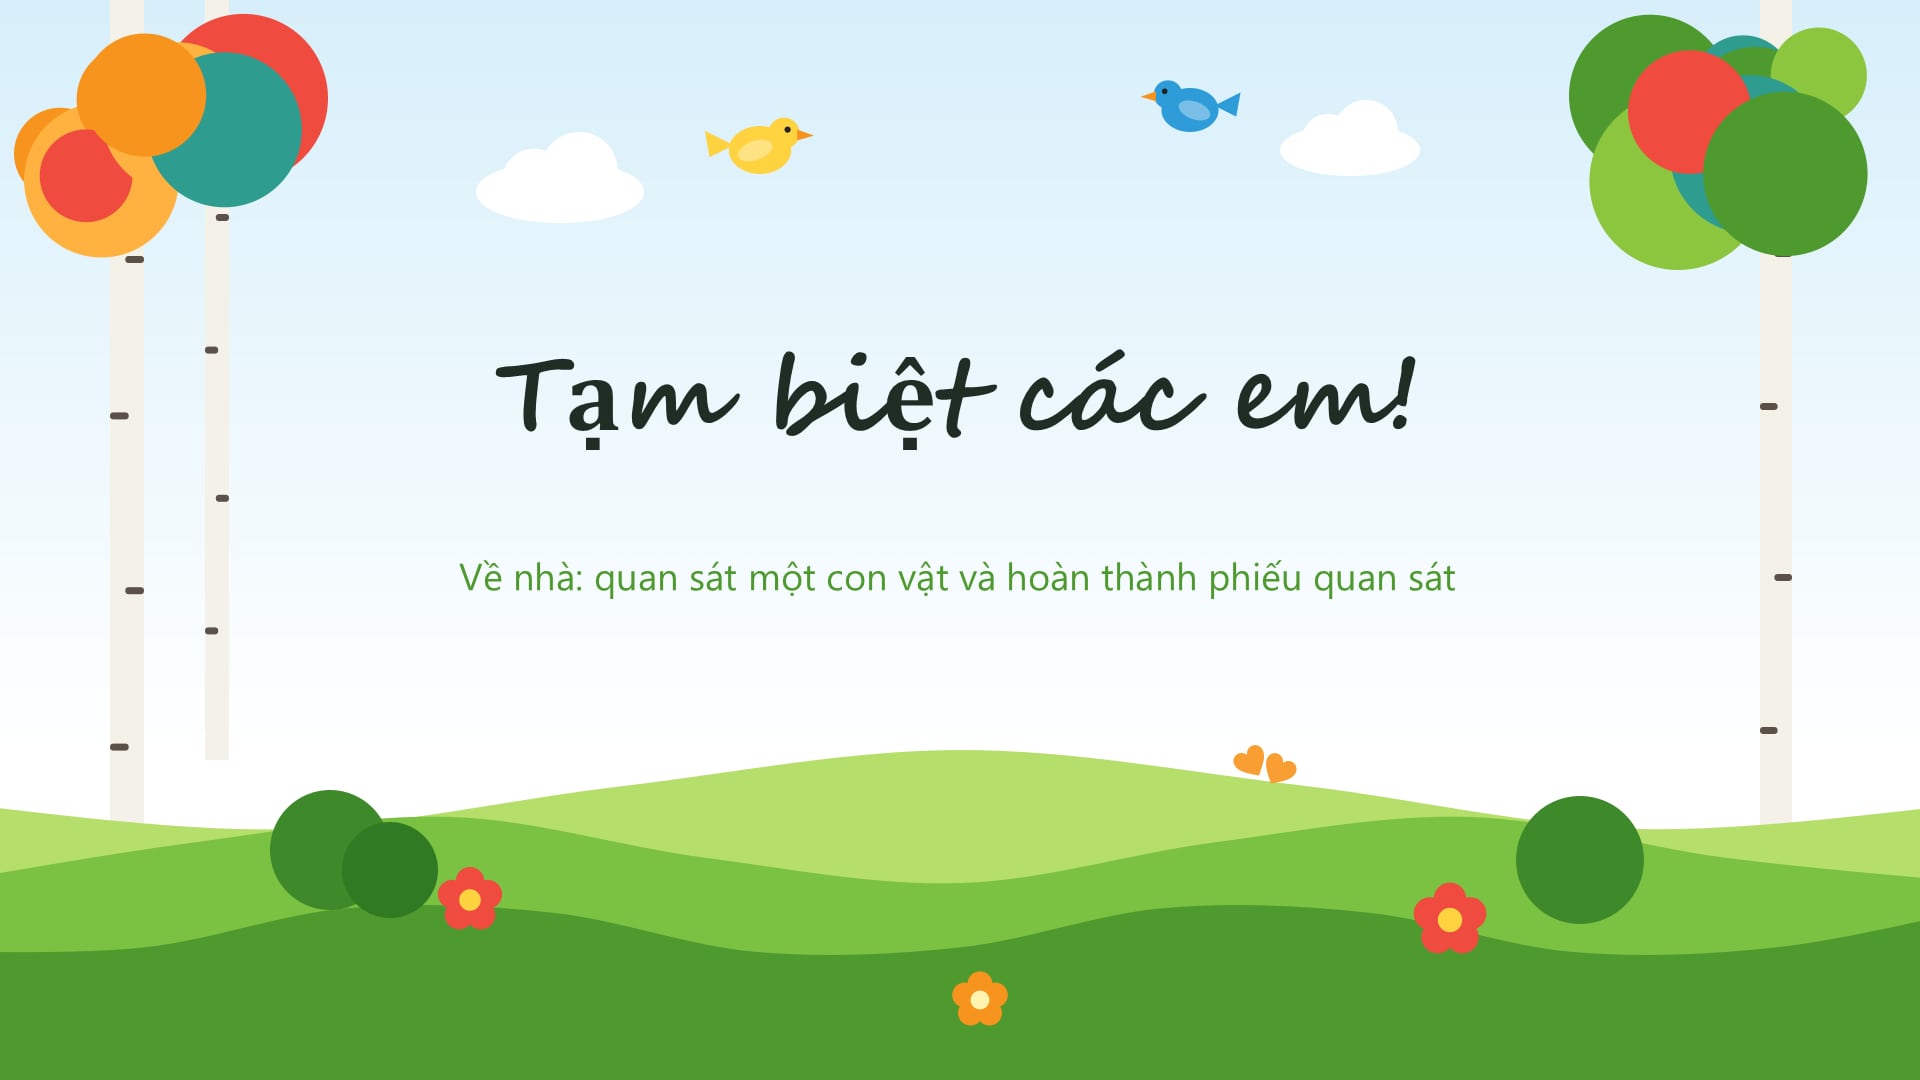 Tạm biệt các em!
Về nhà: quan sát một con vật và hoàn thành phiếu quan sát